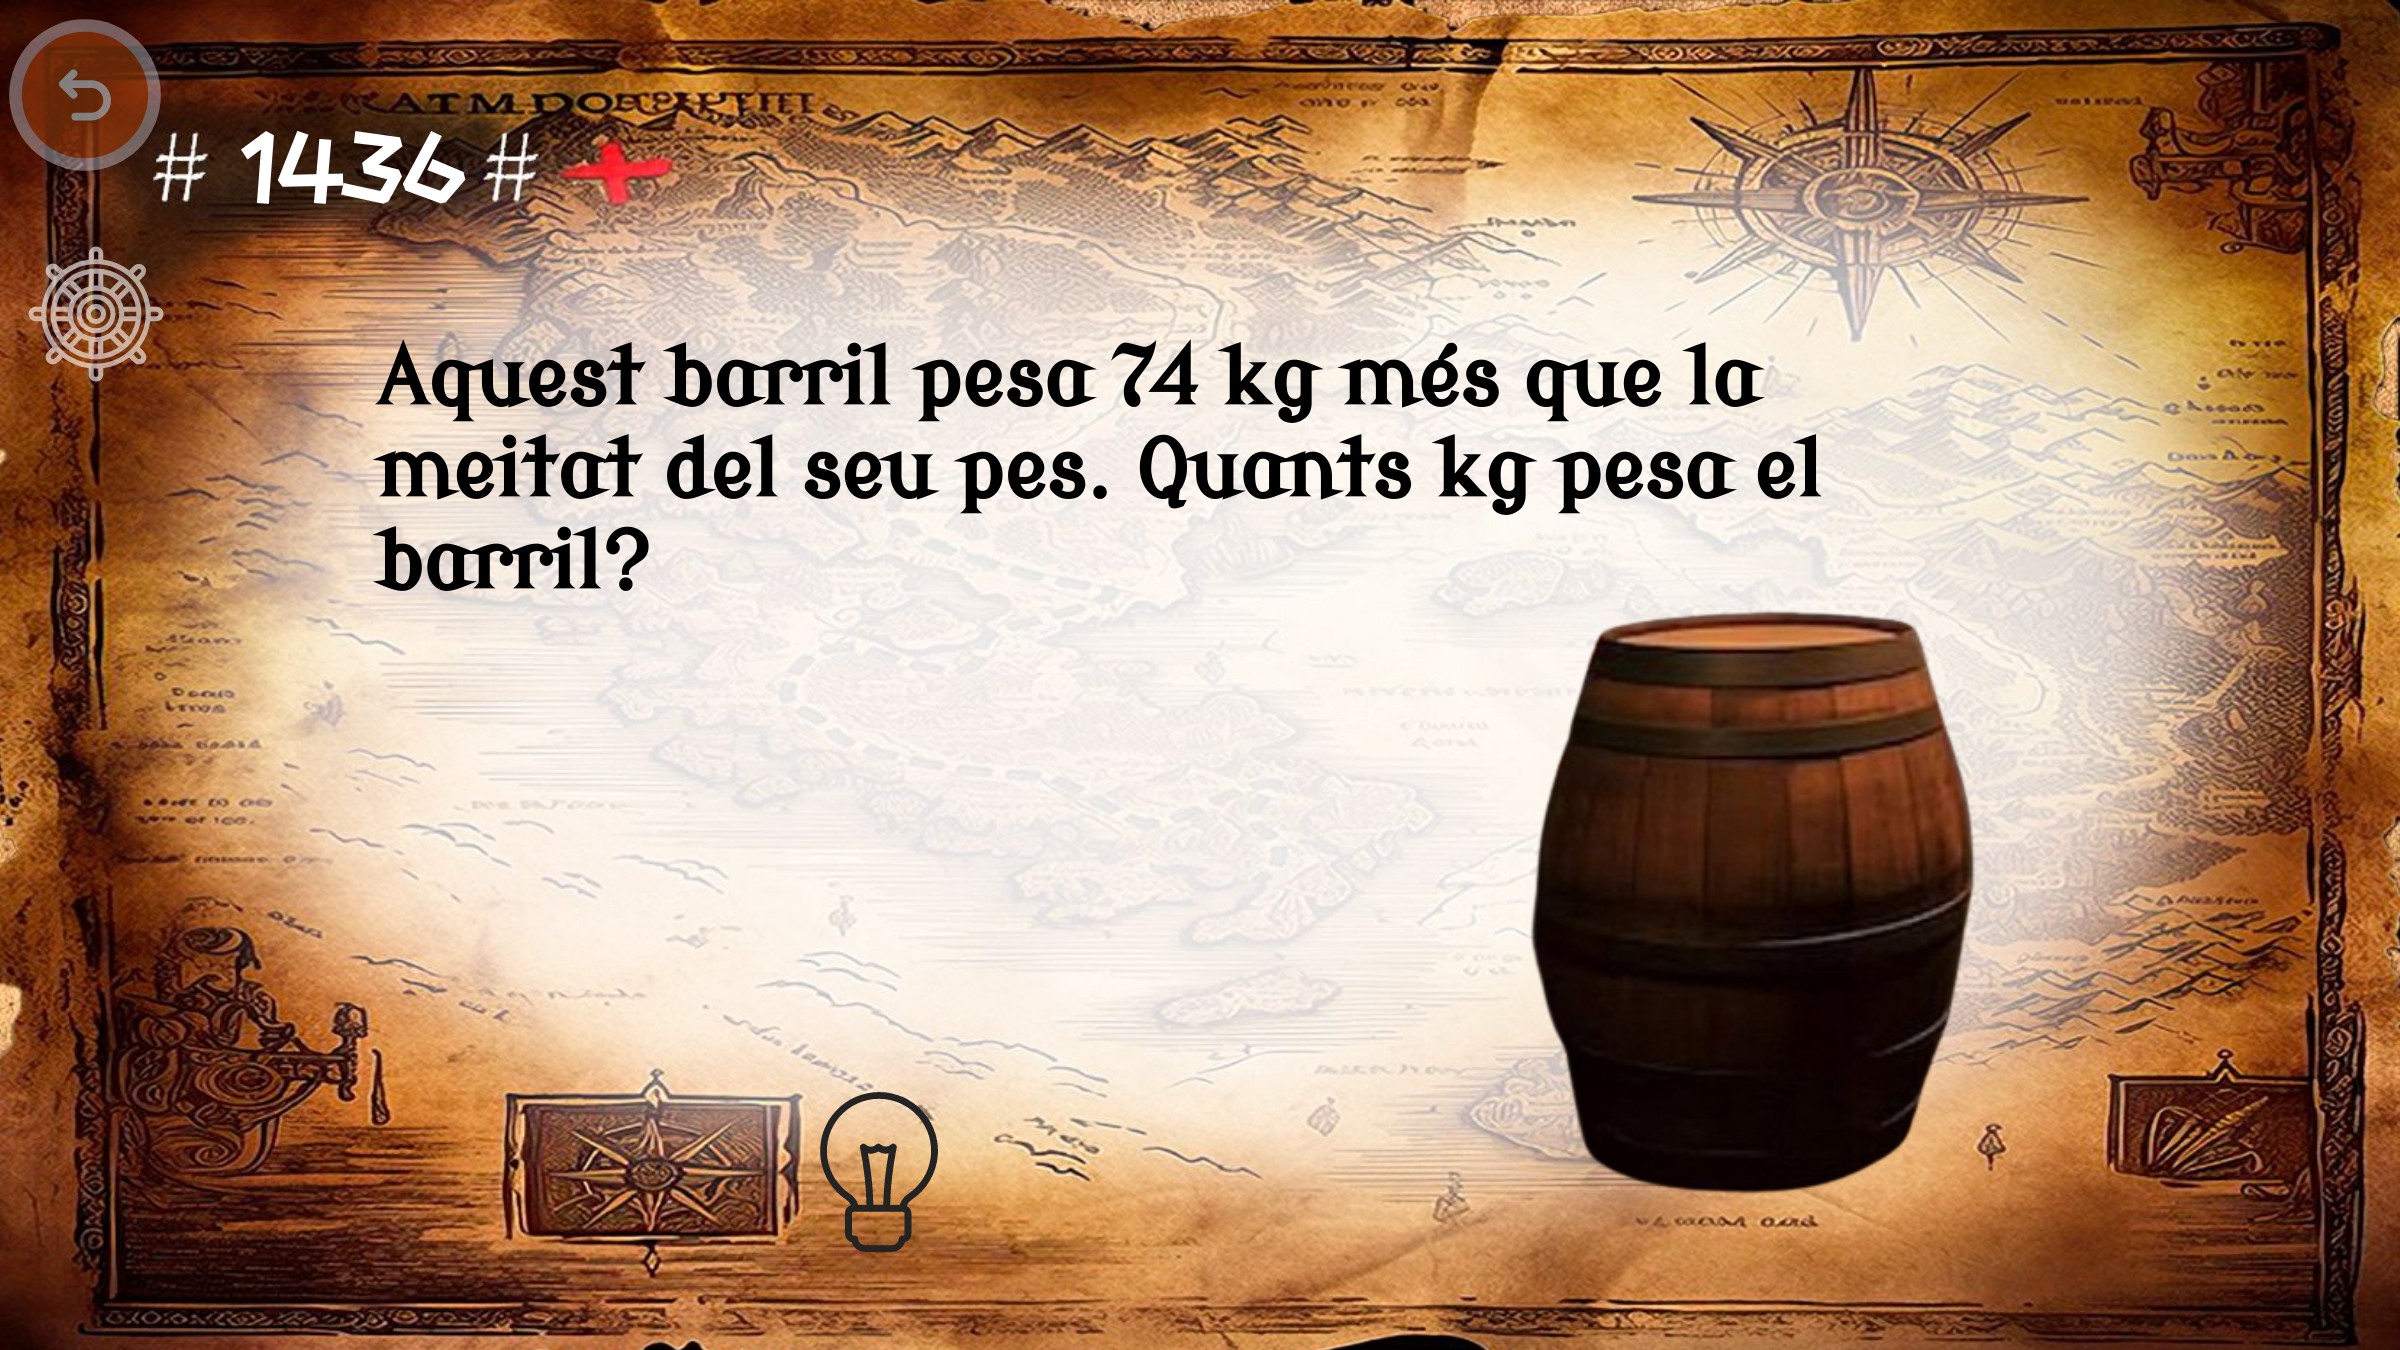 # 1436 #
Aquest barril pesa 74 kg més que la
meitat del seu pes. Quants kg pesa el
barril?